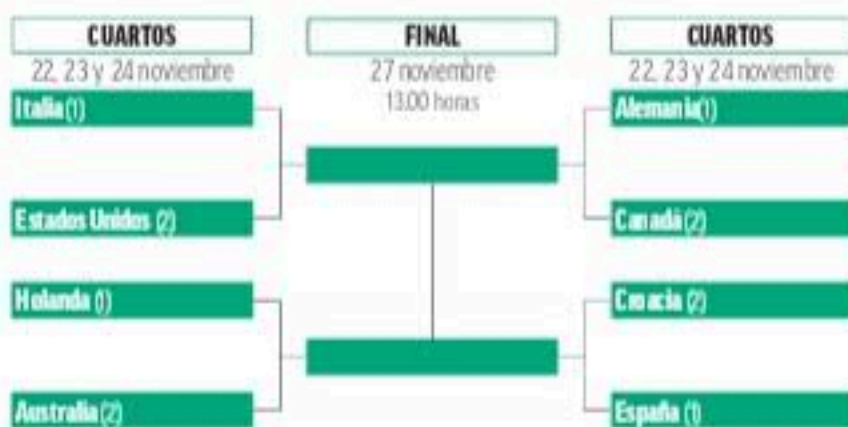 CUARTOS
22, 23 y 24 noviembre
Italia (1)
Estados Unidos (2)
Holanda (1)
Australia (2)
FINAL
27 noviembre
13.00 horas
CUARTOS
22, 23 y 24 noviembre
Alemania (1)
Canadá (2)
Croacia (2)
España (1)